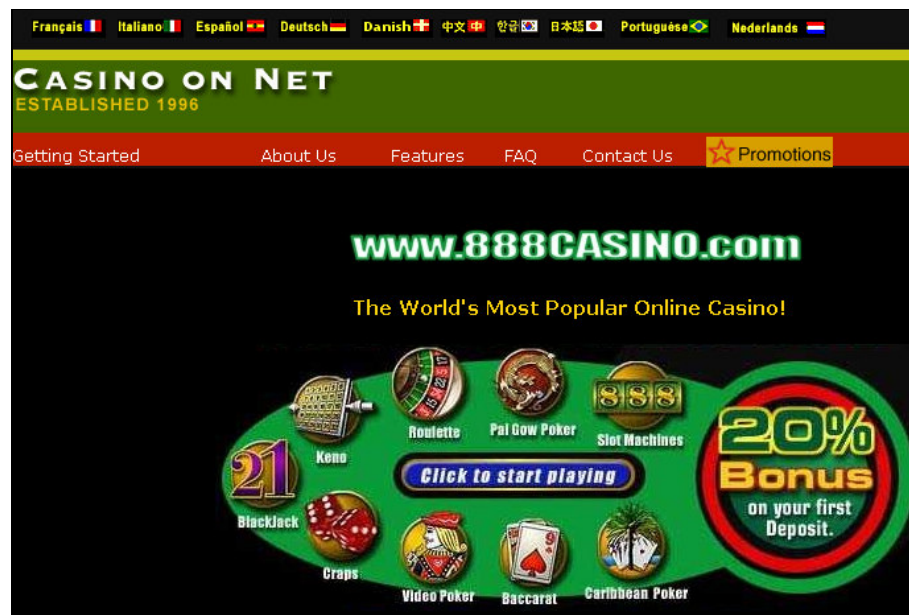 Français Italiano Español Deutsch Danish 中文 한글 日本語 Portuguése Nederlands
CASINO ON NET
ESTABLISHED 1996
Getting Started About Us Features FAQ Contact Us Promotions
www.888CASINO.com
The World's Most Popular Online Casino!
888
Roulette
Pai Gow Poker
Slot Machines
Keno
21
BlackJack
Click to start playing
20%
Bonus
on your first
Deposit.
Craps
Video Poker
9
Baccarat
Caribbean Poker